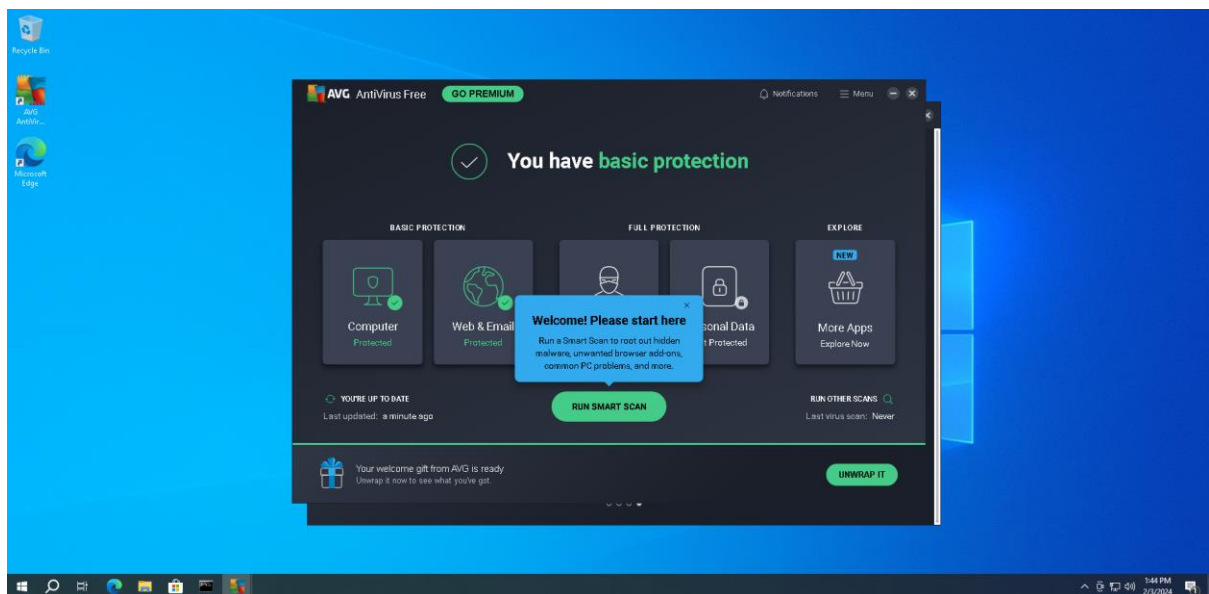 Recycle Bin
AVG
AntiVir...
Microsoft
Edge
AVG AntiVirus Free GO PREMIUM
Notifications Menu
You have basic protection
BASIC PROTECTION FULL PROTECTION EXPLORE
NEW
Computer
Protected
Web & Email
Protected
sonal Data
t Protected
More Apps
Explore Now
Welcome! Please start here
Run a Smart Scan to root out hidden
malware, unwanted browser add-ons,
common PC problems, and more.
YOU'RE UP TO DATE
Last updated: a minute ago
RUN SMART SCAN
RUN OTHER SCANS
Last virus scan: Never
Your welcome gift from AVG is ready
Unwrap it now to see what you've got.
UNWRAP IT
1:44 PM
2/3/2024